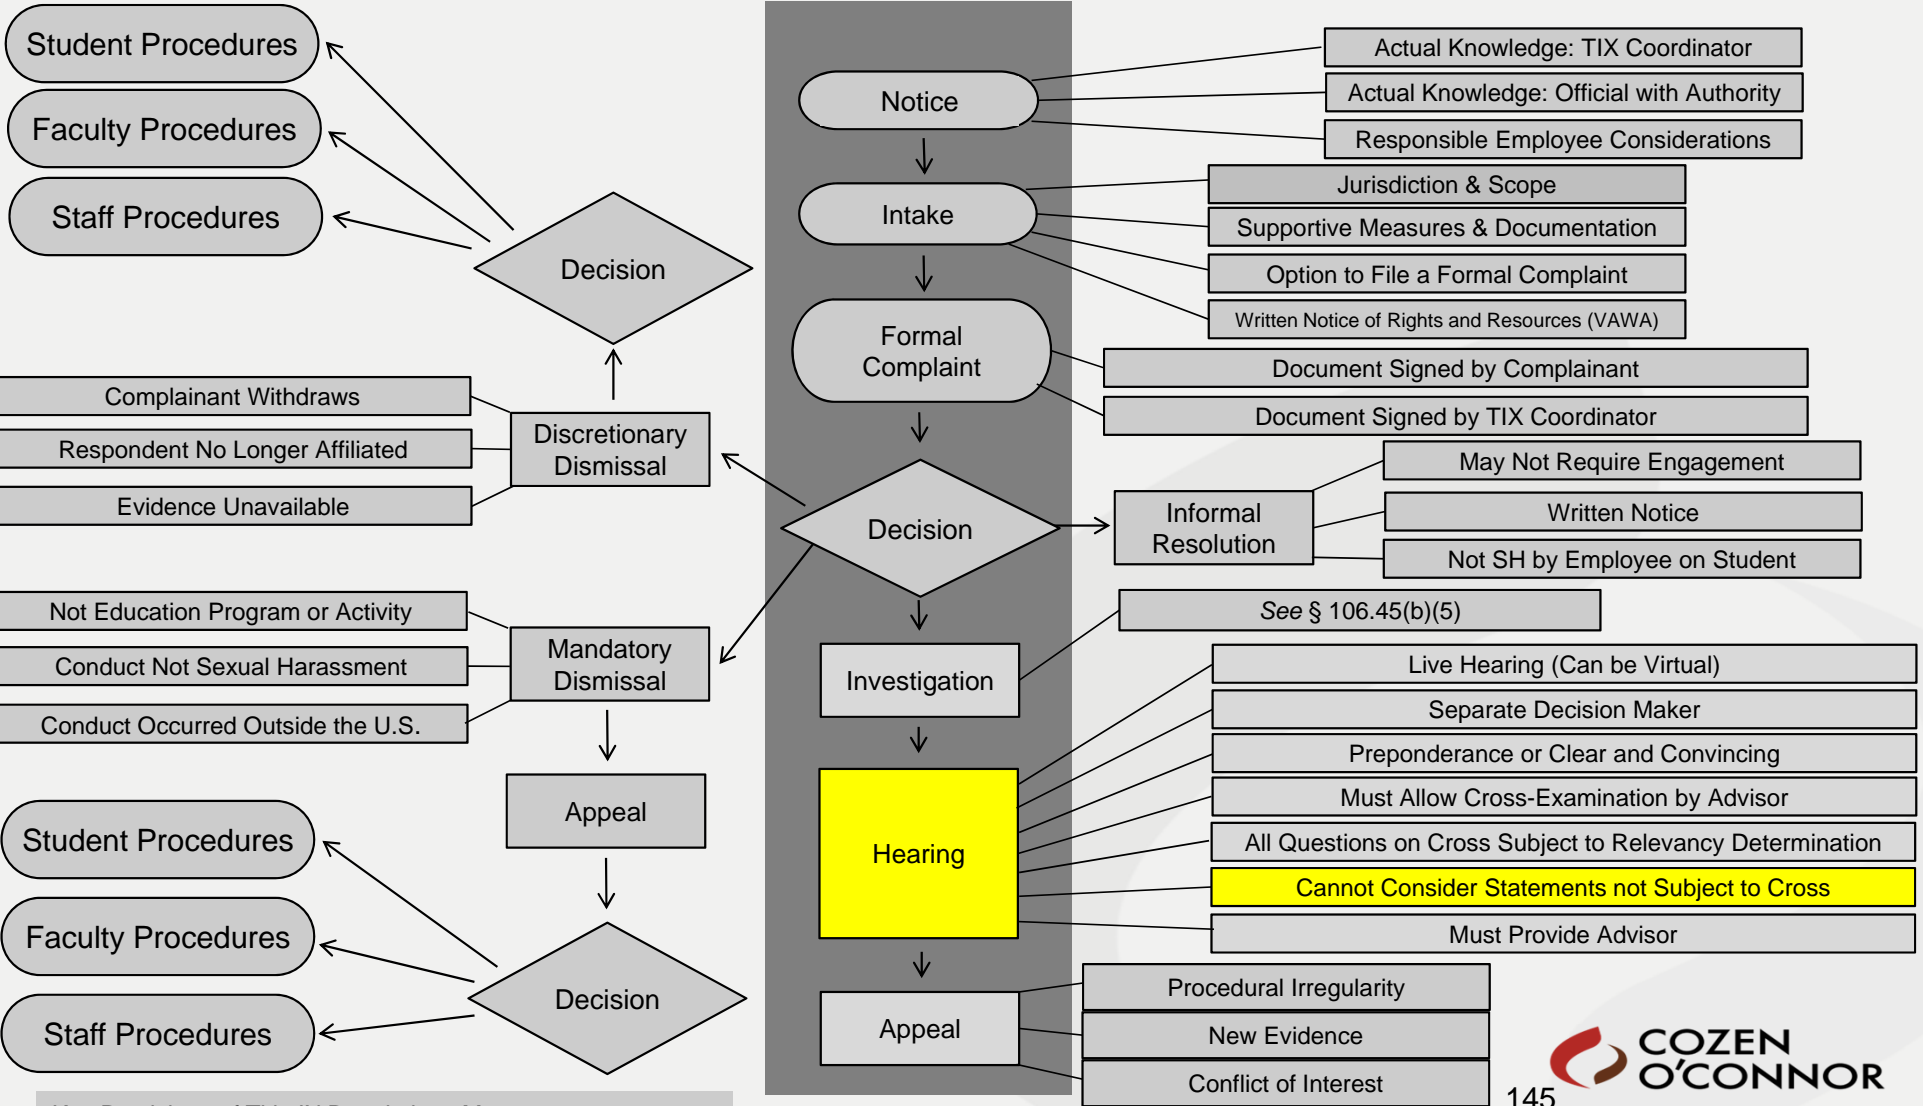 Student Procedures
Faculty Procedures
Staff Procedures
Decision
Complainant Withdraws
Respondent No Longer Affiliated
Evidence Unavailable
Discretionary
Dismissal
Not Education Program or Activity
Conduct Not Sexual Harassment
Conduct Occurred Outside the U.S.
Mandatory
Dismissal
Appeal
Student Procedures
Faculty Procedures
Staff Procedures
Decision
Notice
Actual Knowledge: TIX Coordinator
Actual Knowledge: Official with Authority
Responsible Employee Considerations
Intake
Jurisdiction & Scope
Supportive Measures & Documentation
Option to File a Formal Complaint
Written Notice of Rights and Resources (VAWA)
Formal
Complaint
Document Signed by Complainant
Document Signed by TIX Coordinator
Decision
Informal
Resolution
May Not Require Engagement
Written Notice
Not SH by Employee on Student
Investigation
See § 106.45(b)(5)
Hearing
Live Hearing (Can be Virtual)
Separate Decision Maker
Preponderance or Clear and Convincing
Must Allow Cross-Examination by Advisor
All Questions on Cross Subject to Relevancy Determination
Cannot Consider Statements not Subject to Cross
Must Provide Advisor
Appeal
Procedural Irregularity
New Evidence
Conflict of Interest
COZEN
O'CONNOR
145